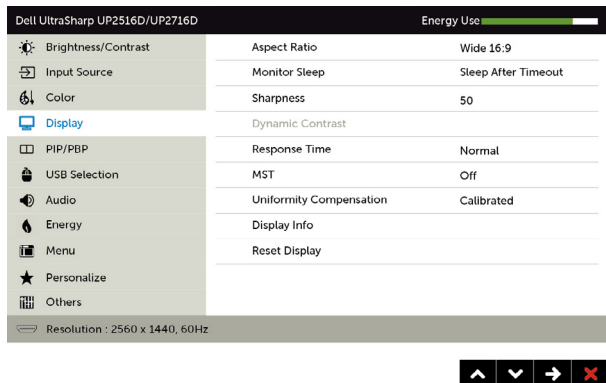 Dell UltraSharp UP2516D/UP2716D Energy Use
Brightness/Contrast
Input Source
Color
Display
PIP/PBP
USB Selection
Audio
Energy
Menu
Personalize
Others
Aspect Ratio Wide 16:9
Monitor Sleep Sleep After Timeout
Sharpness 50
Dynamic Contrast
Response Time Normal
MST Off
Uniformity Compensation Calibrated
Display Info
Reset Display
Resolution : 2560 x 1440, 60Hz